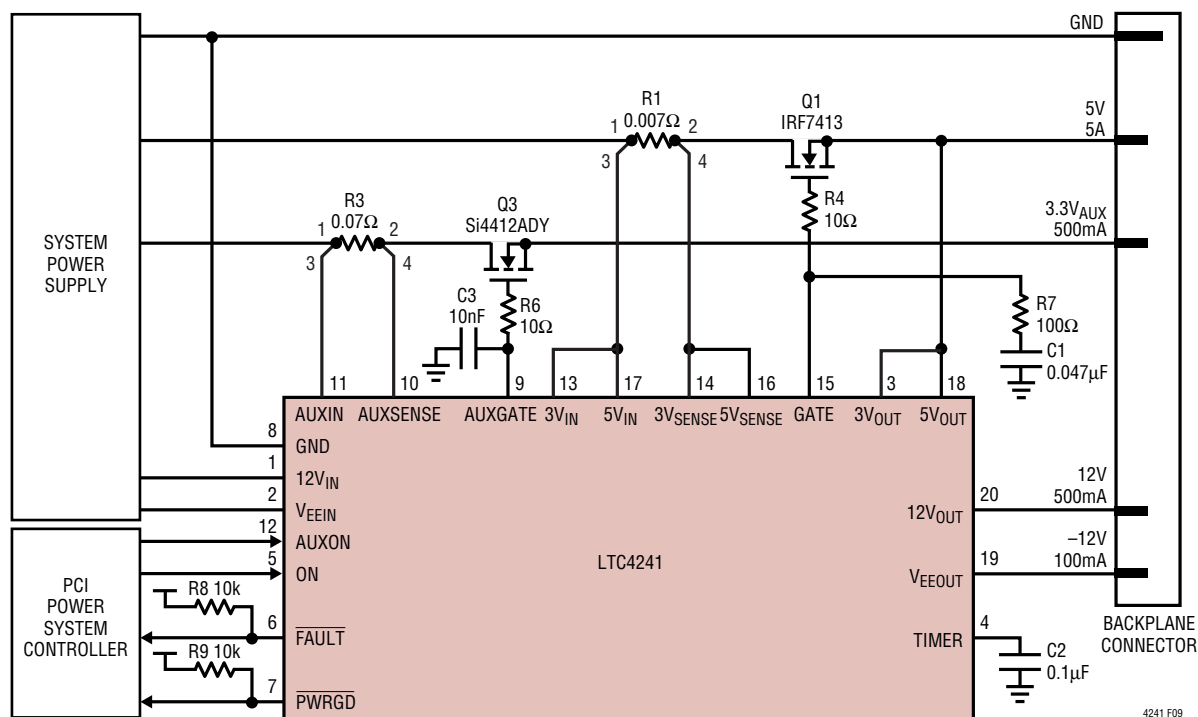 GND
R1
0.007Ω
Q1
IRF7413
5V
5A
1
2
3
4
R4
10Ω
R3
0.07Ω
Q3
Si4412ADY
3.3VAUX
500mA
1
2
3
4
SYSTEM
POWER
SUPPLY
C3
10nF
R6
10Ω
R7
100Ω
C1
0.047µF
11
10
9
13
17
14
16
15
3
18
AUXIN
AUXSENSE
AUXGATE
3VIN
5VIN
3VSENSE
5VSENSE
GATE
3VOUT
5VOUT
8
GND
1
12VIN
2
VEEIN
12
AUXON
5
ON
LTC4241
12V
500mA
20
12VOUT
–12V
100mA
19
VEEOUT
PCI
POWER
SYSTEM
CONTROLLER
R8 10k
6
FAULT
R9 10k
7
PWRGD
4
TIMER
C2
0.1µF
BACKPLANE
CONNECTOR
4241 F09